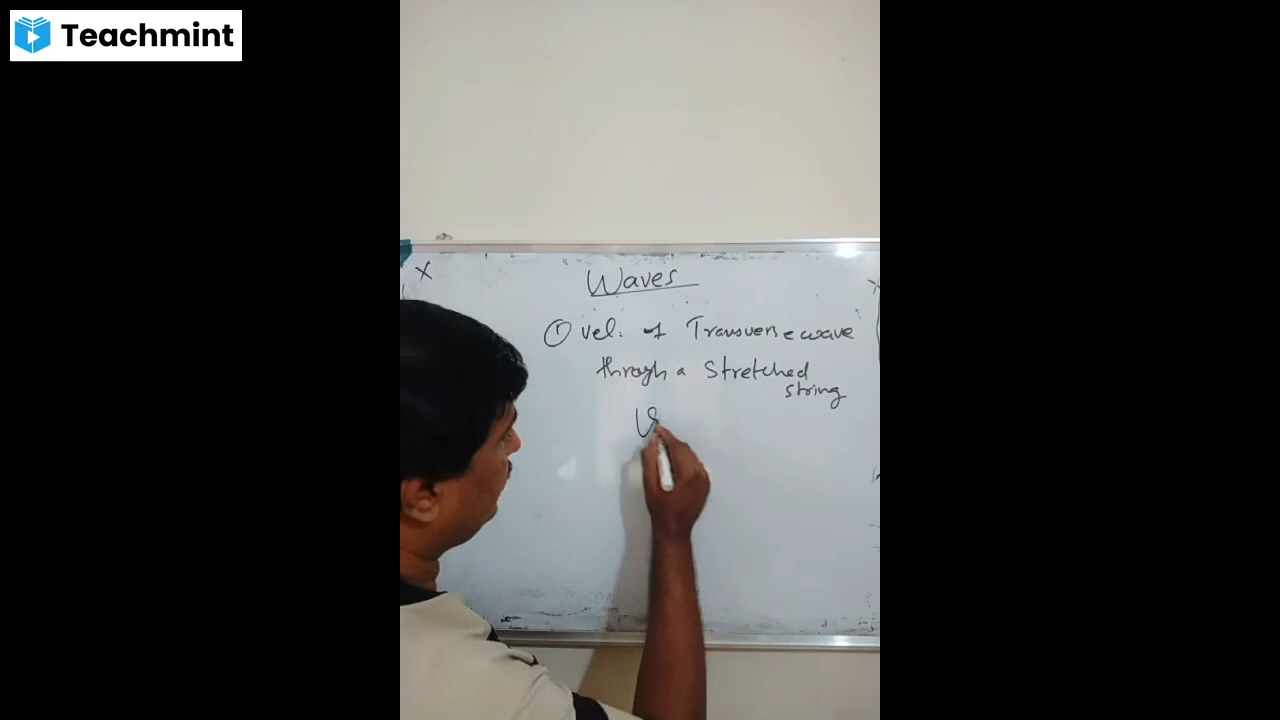 Teachmint
X
Waves
① vel. of Transverse wave
through a Stretched
string
v